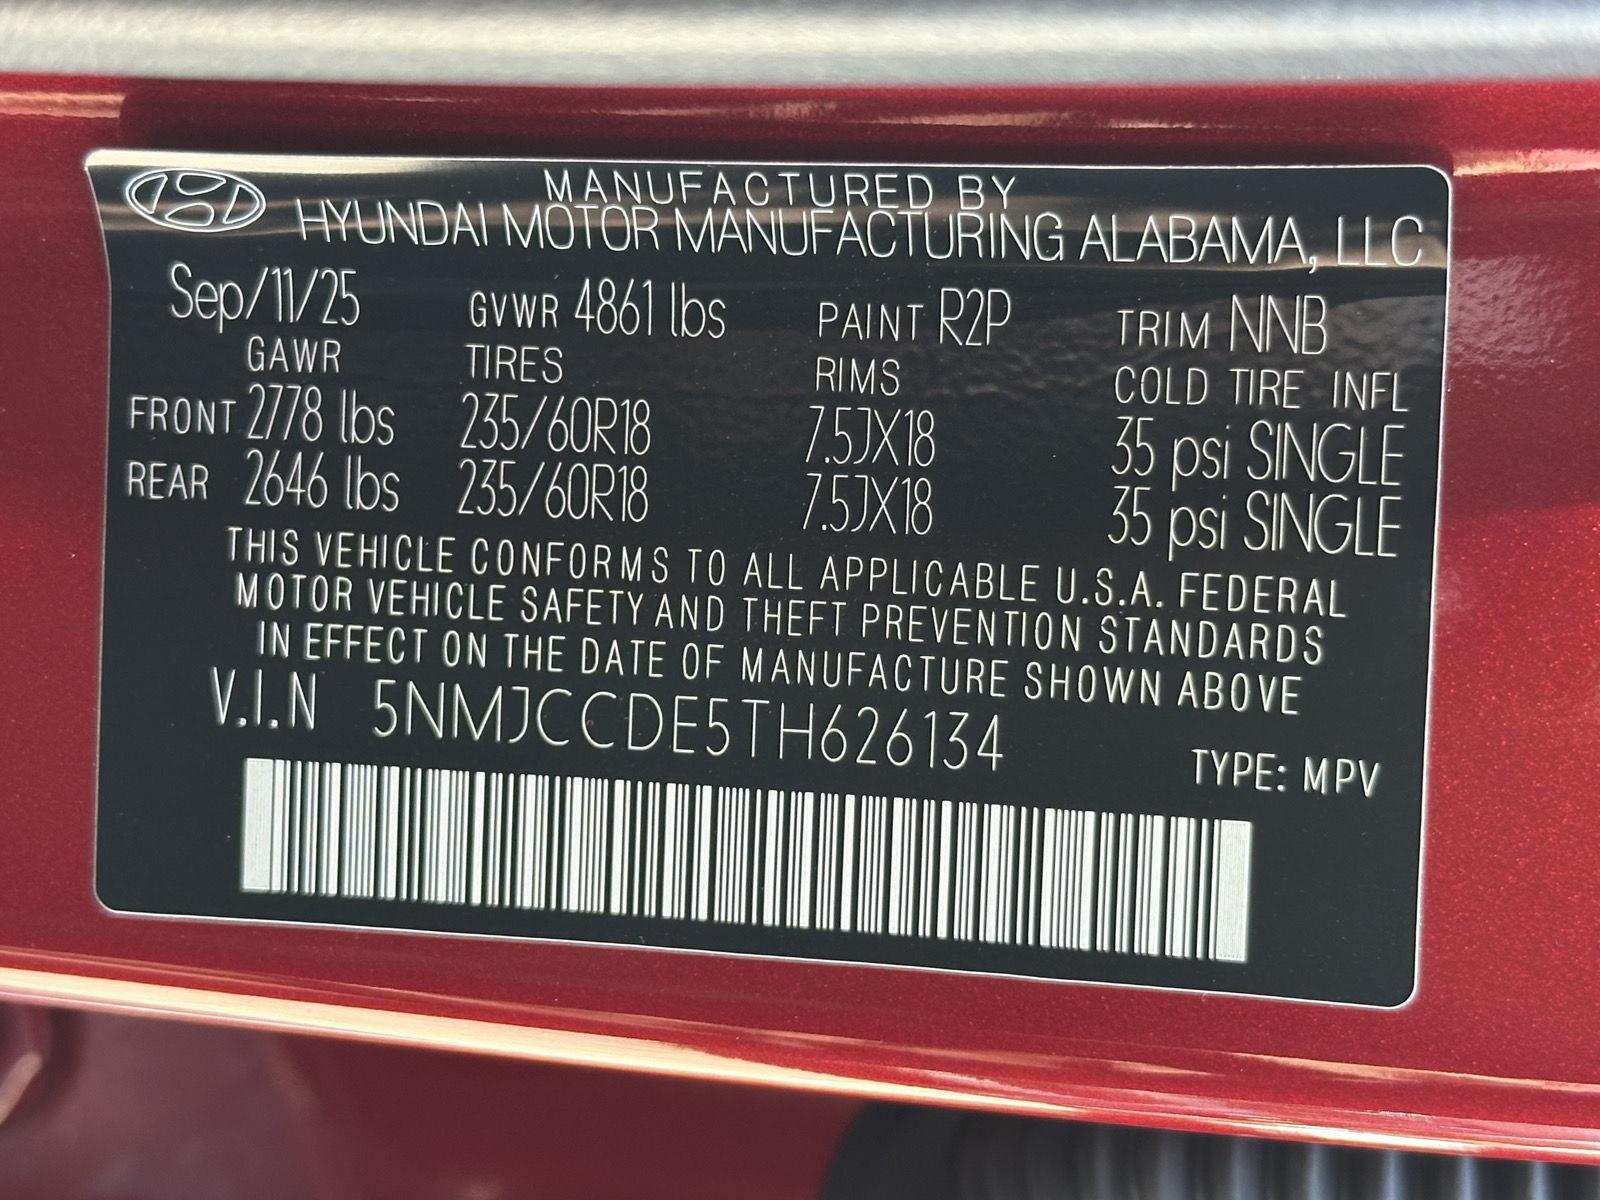 MANUFACTURED BY
HYUNDAI MOTOR MANUFACTURING ALABAMA, LLC
Sep/11/25 GVWR 4861 lbs PAINT R2P TRIM NNB
GAWR TIRES RIMS COLD TIRE INFL
FRONT 2778 lbs 235/60R18 7.5JX18 35 psi SINGLE
REAR 2646 lbs 235/60R18 7.5JX18 35 psi SINGLE
THIS VEHICLE CONFORMS TO ALL APPLICABLE U.S.A. FEDERAL
MOTOR VEHICLE SAFETY AND THEFT PREVENTION STANDARDS
IN EFFECT ON THE DATE OF MANUFACTURE SHOWN ABOVE
V.I.N 5NMJCCDE5TH626134
TYPE: MPV